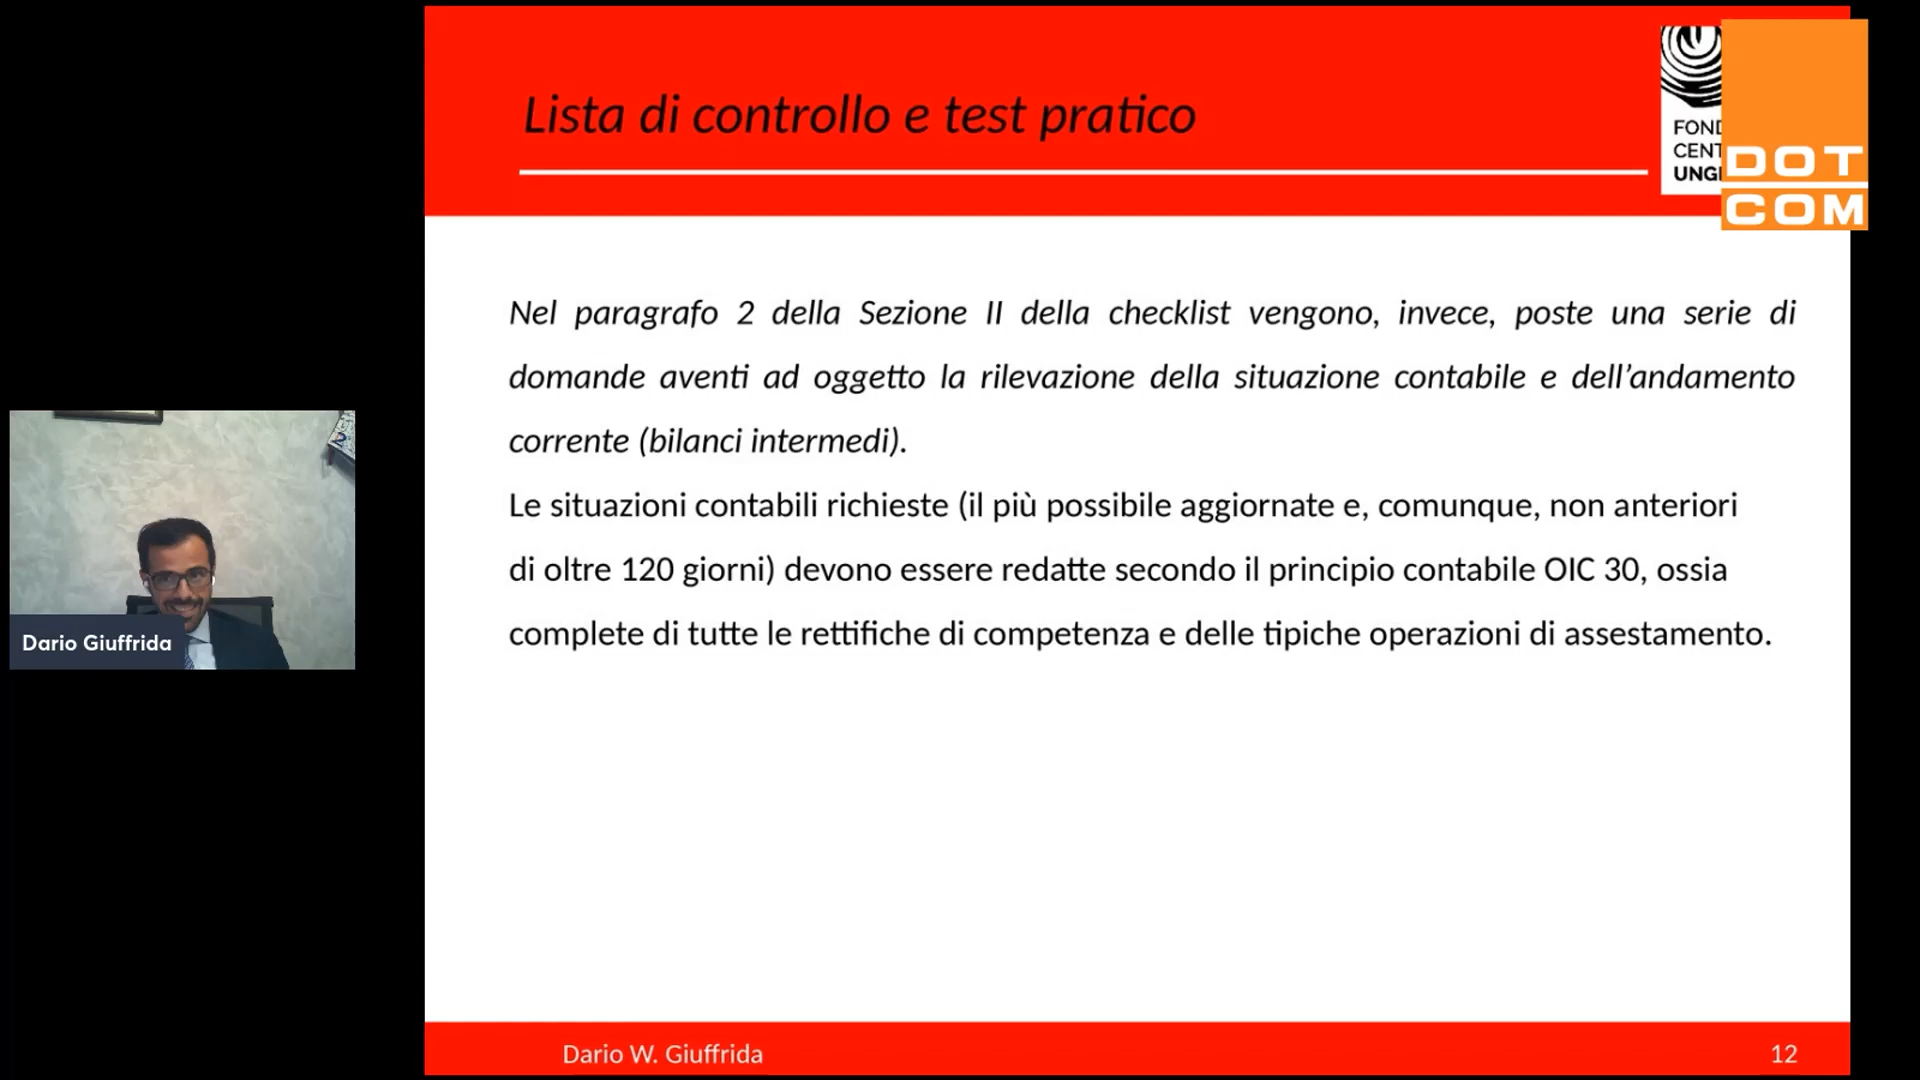 Lista di controllo e test pratico
DOT
COM
Nel paragrafo 2 della Sezione II della checklist vengono, invece, poste una serie di
domande aventi ad oggetto la rilevazione della situazione contabile e dell’andamento
corrente (bilanci intermedi).
Le situazioni contabili richieste (il più possibile aggiornate e, comunque, non anteriori
di oltre 120 giorni) devono essere redatte secondo il principio contabile OIC 30, ossia
complete di tutte le rettifiche di competenza e delle tipiche operazioni di assestamento.
Dario Giuffrida
Dario W. Giuffrida
12